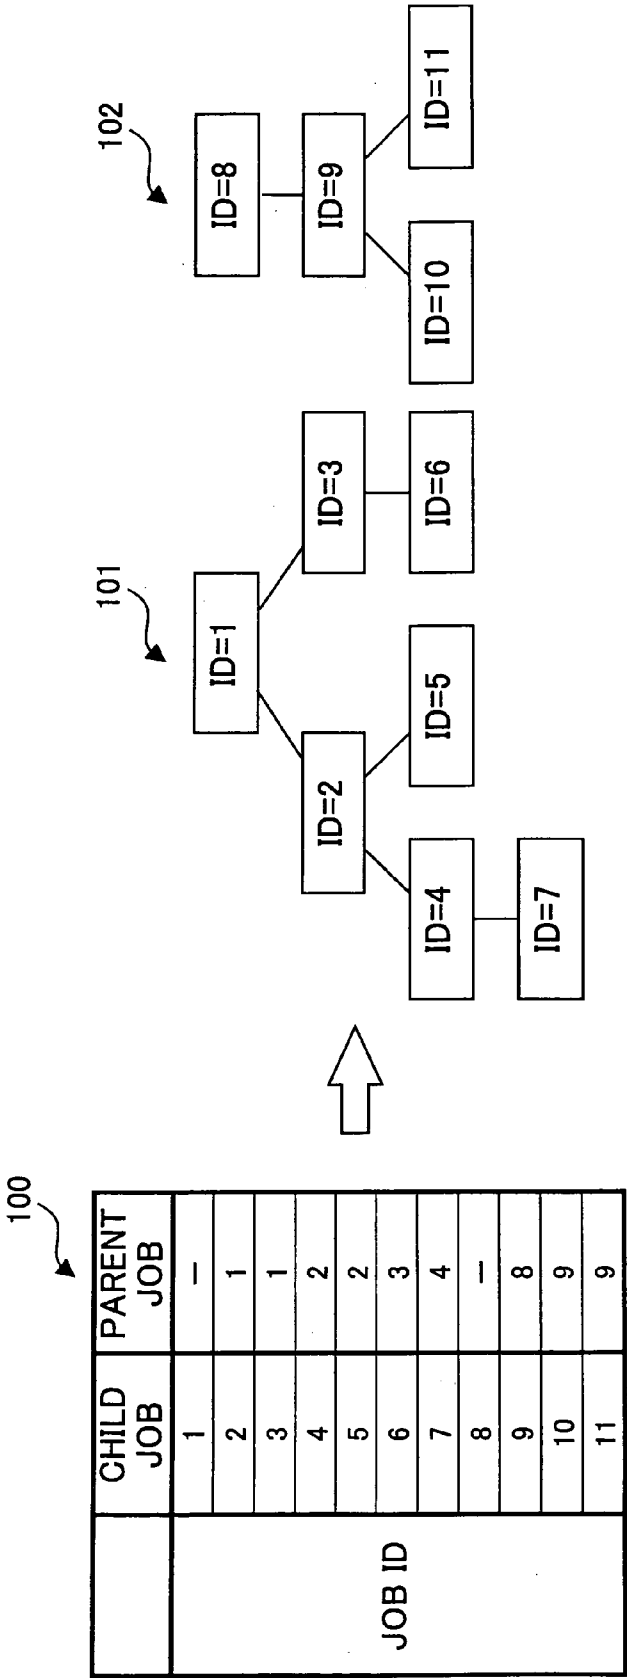 100
CHILD JOB PARENT JOB
JOB ID
1 –
2 1
3 1
4 2
5 2
6 3
7 4
8 –
9 8
10 9
11 9
101
ID=1
ID=2 ID=3
ID=4 ID=5 ID=6
ID=7
102
ID=8
ID=9
ID=10 ID=11